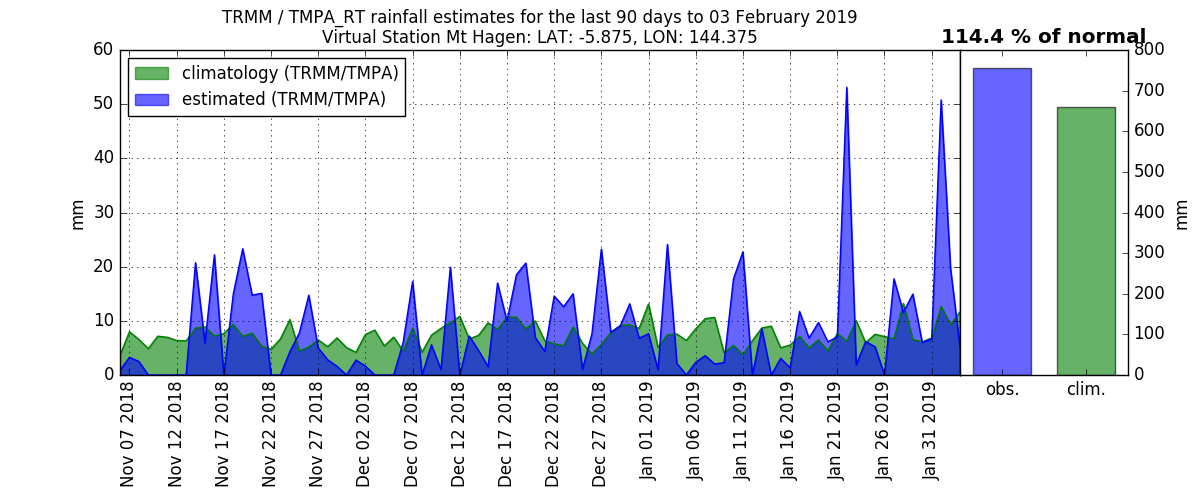 TRMM / TMPA_RT rainfall estimates for the last 90 days to 03 February 2019
Virtual Station Mt Hagen: LAT: -5.875, LON: 144.375
114.4 % of normal
climatology (TRMM/TMPA)
estimated (TRMM/TMPA)
60
50
40
30
20
10
0
mm
800
700
600
500
400
300
200
100
0
mm
obs.
clim.
Nov 07 2018
Nov 12 2018
Nov 17 2018
Nov 22 2018
Nov 27 2018
Dec 02 2018
Dec 07 2018
Dec 12 2018
Dec 17 2018
Dec 22 2018
Dec 27 2018
Jan 01 2019
Jan 06 2019
Jan 11 2019
Jan 16 2019
Jan 21 2019
Jan 26 2019
Jan 31 2019